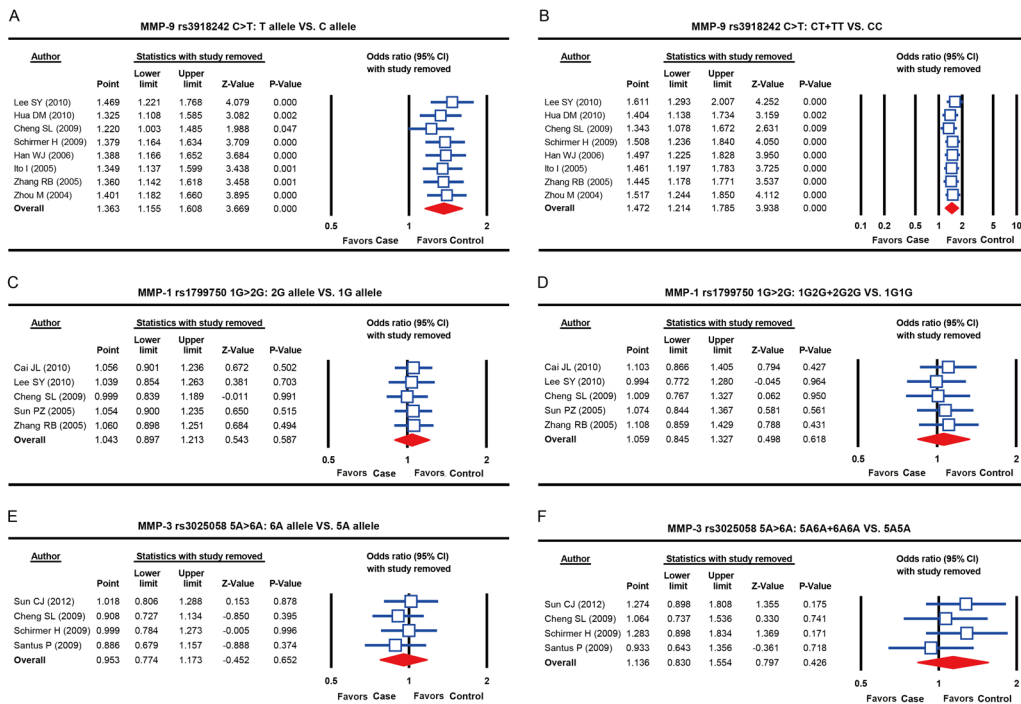 A
MMP-9 rs3918242 C>T: T allele VS. C allele
Author Statistics with study removed Odds ratio (95% CI)
with study removed
Point Lower limit Upper limit Z-Value P-Value
Lee SY (2010) 1.469 1.221 1.768 4.079 0.000
Hua DM (2010) 1.325 1.108 1.585 3.082 0.002
Cheng SL (2009) 1.220 1.003 1.485 1.988 0.047
Schirmer H (2009) 1.379 1.164 1.634 3.709 0.000
Han WJ (2006) 1.388 1.166 1.652 3.684 0.000
Ito I (2005) 1.349 1.137 1.599 3.438 0.001
Zhang RB (2005) 1.360 1.142 1.618 3.458 0.001
Zhou M (2004) 1.401 1.182 1.660 3.895 0.000
Overall 1.363 1.155 1.608 3.669 0.000
0.5 1 2
Favors Case Favors Control
B
MMP-9 rs3918242 C>T: CT+TT VS. CC
Author Statistics with study removed Odds ratio (95% CI)
with study removed
Point Lower limit Upper limit Z-Value P-Value
Lee SY (2010) 1.611 1.293 2.007 4.252 0.000
Hua DM (2010) 1.404 1.138 1.734 3.159 0.002
Cheng SL (2009) 1.343 1.078 1.672 2.631 0.009
Schirmer H (2009) 1.508 1.236 1.840 4.050 0.000
Han WJ (2006) 1.497 1.225 1.828 3.950 0.000
Ito I (2005) 1.461 1.197 1.783 3.725 0.000
Zhang RB (2005) 1.445 1.178 1.771 3.537 0.000
Zhou M (2004) 1.517 1.244 1.850 4.112 0.000
Overall 1.472 1.214 1.785 3.938 0.000
0.1 0.2 0.5 1 2 5 10
Favors Case Favors Control
C
MMP-1 rs1799750 1G>2G: 2G allele VS. 1G allele
Author Statistics with study removed Odds ratio (95% CI)
with study removed
Point Lower limit Upper limit Z-Value P-Value
Cai JL (2010) 1.056 0.901 1.236 0.672 0.502
Lee SY (2010) 1.039 0.854 1.263 0.381 0.703
Cheng SL (2009) 0.999 0.839 1.189 -0.011 0.991
Sun PZ (2005) 1.054 0.900 1.235 0.650 0.515
Zhang RB (2005) 1.060 0.898 1.251 0.684 0.494
Overall 1.043 0.897 1.213 0.543 0.587
0.5 1 2
Favors Case Favors Control
D
MMP-1 rs1799750 1G>2G: 1G2G+2G2G VS. 1G1G
Author Statistics with study removed Odds ratio (95% CI)
with study removed
Point Lower limit Upper limit Z-Value P-Value
Cai JL (2010) 1.103 0.866 1.405 0.794 0.427
Lee SY (2010) 0.994 0.772 1.280 -0.045 0.964
Cheng SL (2009) 1.009 0.767 1.327 0.062 0.950
Sun PZ (2005) 1.074 0.844 1.367 0.581 0.561
Zhang RB (2005) 1.108 0.859 1.429 0.788 0.431
Overall 1.059 0.845 1.327 0.498 0.618
0.5 1 2
Favors Case Favors Control
E
MMP-3 rs3025058 5A>6A: 6A allele VS. 5A allele
Author Statistics with study removed Odds ratio (95% CI)
with study removed
Point Lower limit Upper limit Z-Value P-Value
Sun CJ (2012) 1.018 0.806 1.288 0.153 0.878
Cheng SL (2009) 0.908 0.727 1.134 -0.850 0.395
Schirmer H (2009) 0.999 0.784 1.273 -0.005 0.996
Santus P (2009) 0.886 0.679 1.157 -0.888 0.374
Overall 0.953 0.774 1.173 -0.452 0.652
0.5 1 2
Favors Case Favors Control
F
MMP-3 rs3025058 5A>6A: 5A6A+6A6A VS. 5A5A
Author Statistics with study removed Odds ratio (95% CI)
with study removed
Point Lower limit Upper limit Z-Value P-Value
Sun CJ (2012) 1.274 0.898 1.808 1.355 0.175
Cheng SL (2009) 1.064 0.737 1.536 0.330 0.741
Schirmer H (2009) 1.283 0.898 1.834 1.369 0.171
Santus P (2009) 0.933 0.643 1.356 -0.361 0.718
Overall 1.136 0.830 1.554 0.797 0.426
0.5 1 2
Favors Case Favors Control